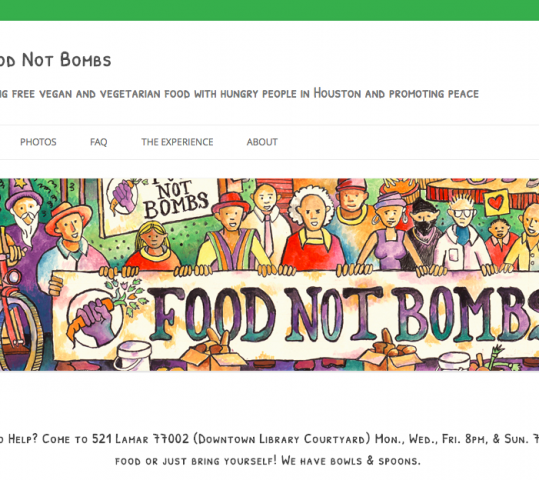 od Not Bombs
ng free vegan and vegetarian food with hungry people in Houston and promoting peace
PHOTOS FAQ THE EXPERIENCE ABOUT
NOT
BOMBS
FOOD NOT BOMBS
o Help? Come to 521 Lamar 77002 (Downtown Library Courtyard) Mon., Wed., Fri. 8pm, & Sun. 7
food or just bring yourself! We have bowls & spoons.